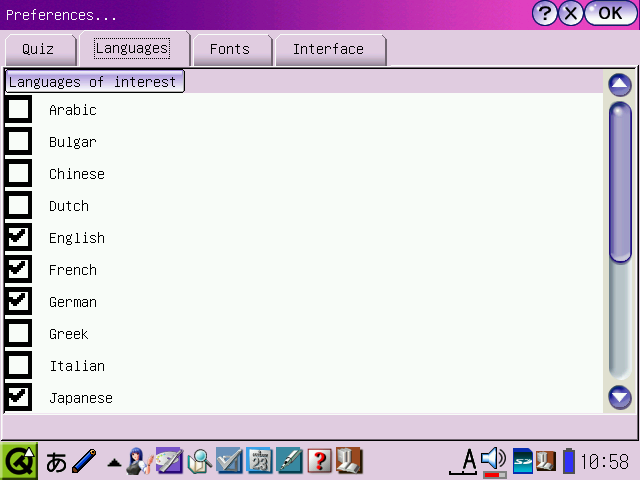 Preferences...
? X OK
Quiz Languages Fonts Interface
Languages of interest
Arabic
Bulgar
Chinese
Dutch
English
French
German
Greek
Italian
Japanese
あ 23 ? A 10:58